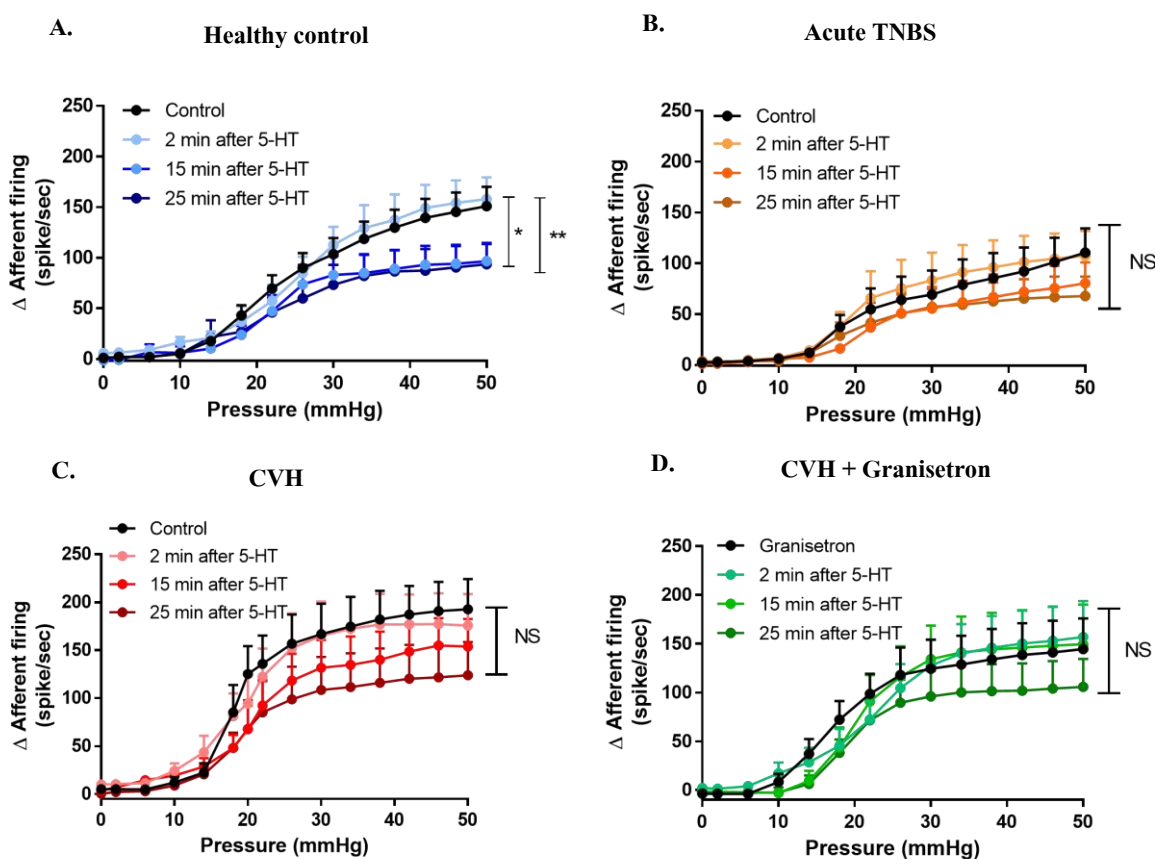 A.
Healthy control
Control
2 min after 5-HT
15 min after 5-HT
25 min after 5-HT
Δ Afferent firing
(spike/sec)
250
200
150
100
50
0
*
**
0
10
20
30
40
50
Pressure (mmHg)
B.
Acute TNBS
Control
2 min after 5-HT
15 min after 5-HT
25 min after 5-HT
Δ Afferent firing
(spike/sec)
250
200
150
100
50
0
NS
0
10
20
30
40
50
Pressure (mmHg)
C.
CVH
Control
2 min after 5-HT
15 min after 5-HT
25 min after 5-HT
Δ Afferent firing
(spike/sec)
250
200
150
100
50
0
NS
0
10
20
30
40
50
Pressure (mmHg)
D.
CVH + Granisetron
Granisetron
2 min after 5-HT
15 min after 5-HT
25 min after 5-HT
Δ Afferent firing
(spike/sec)
250
200
150
100
50
0
NS
0
10
20
30
40
50
Pressure (mmHg)